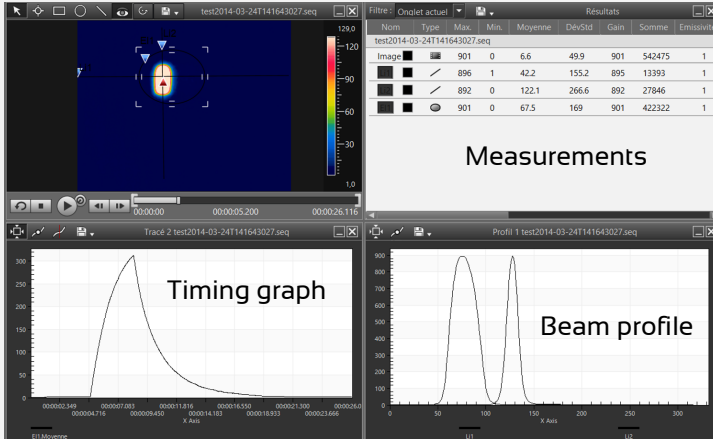 test2014-03-24T141643027.seq
129,0
120
90
60
30
1,0
00:00:00 00:00:05.200 00:00:26.116
Filtre : Onglet actuel Résultats
Nom Type Max. Min. Moyenne DévStd Gain Somme Emissivité
test2014-03-24T141643027.seq
Image 901 0 6.6 49.9 901 542475 1
896 1 42.2 155.2 895 13393 1
892 0 122.1 266.6 892 27846 1
901 0 67.5 169 901 422322 1
Measurements
Tracé 2 test2014-03-24T141643027.seq
300
250
200
150
100
50
0
Timing graph
00:00:02.349 00:00:07.083 00:00:11.816 00:00:16.550 00:00:21.300 00:00:26.0
00:00:04.716 00:00:09.450 00:00:14.183 00:00:18.933 00:00:23.666
X Axis
El1.Moyenne
Profil 1 test2014-03-24T141643027.seq
900
800
700
600
500
400
300
200
100
0
Beam profile
0 50 100 150 200 250 300
X Axis
Li1 Li2